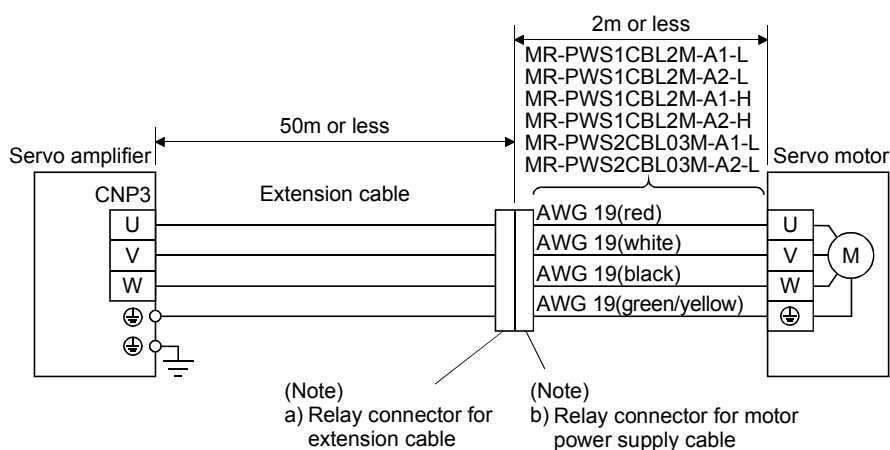 2m or less
MR-PWS1CBL2M-A1-L
MR-PWS1CBL2M-A2-L
MR-PWS1CBL2M-A1-H
MR-PWS1CBL2M-A2-H
MR-PWS2CBL03M-A1-L
MR-PWS2CBL03M-A2-L
50m or less
Servo amplifier
Servo motor
CNP3
Extension cable
U
V
W
AWG 19(red)
AWG 19(white)
AWG 19(black)
AWG 19(green/yellow)
U
V
W
M
(Note)
a) Relay connector for
extension cable
(Note)
b) Relay connector for motor
power supply cable